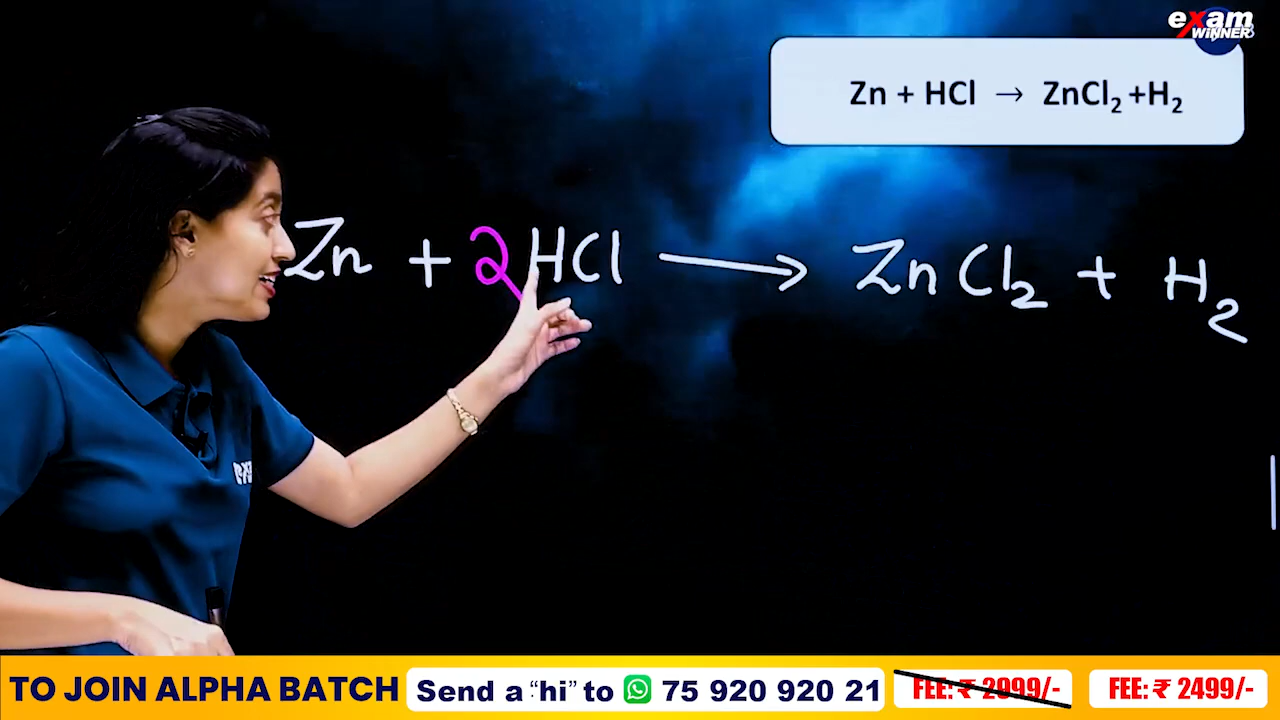 exam
WINNER
Zn + HCl → ZnCl₂ +H₂
Zn + 2HCl → ZnCl₂ + H₂
TO JOIN ALPHA BATCH
Send a “hi” to 75 920 920 21
FEE: ₹ 2999/-
FEE: ₹ 2499/-